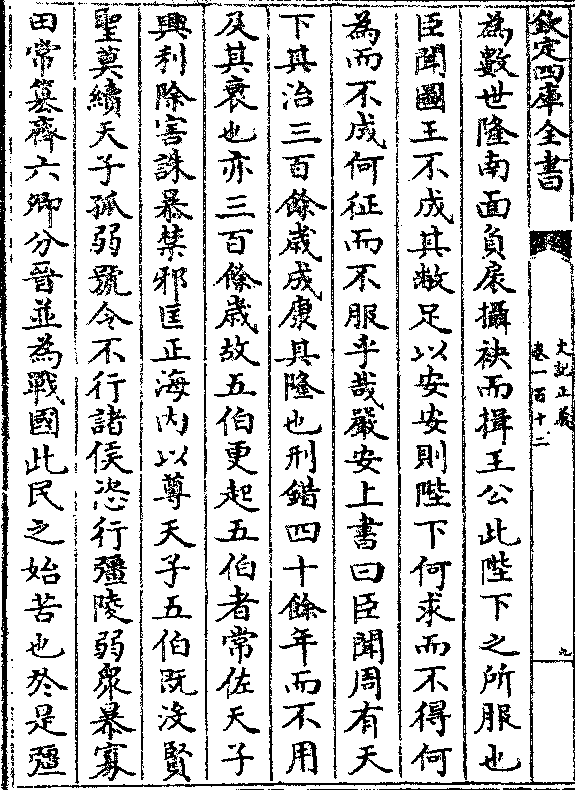 欽定四庫全書
史記正義
卷一百十二
九
為數世隆南面負扆攝袂而揖王公此陛下之所服也
臣聞圖王不成其敝足以安安則陛下何求而不得何
為而不成何征而不服乎哉嚴安上書曰臣聞周有天
下其治三百餘歲成康其隆也刑錯四十餘年而不用
及其衰也亦三百餘歲故五伯更起五伯者常佐天子
興利除害誅暴禁邪匡正海内以尊天子五伯既没賢
聖莫續天子孤弱號令不行諸侯恣行彊陵弱衆暴寡
田常簒齊六卿分晉並為戰國此民之始苦也於是彊